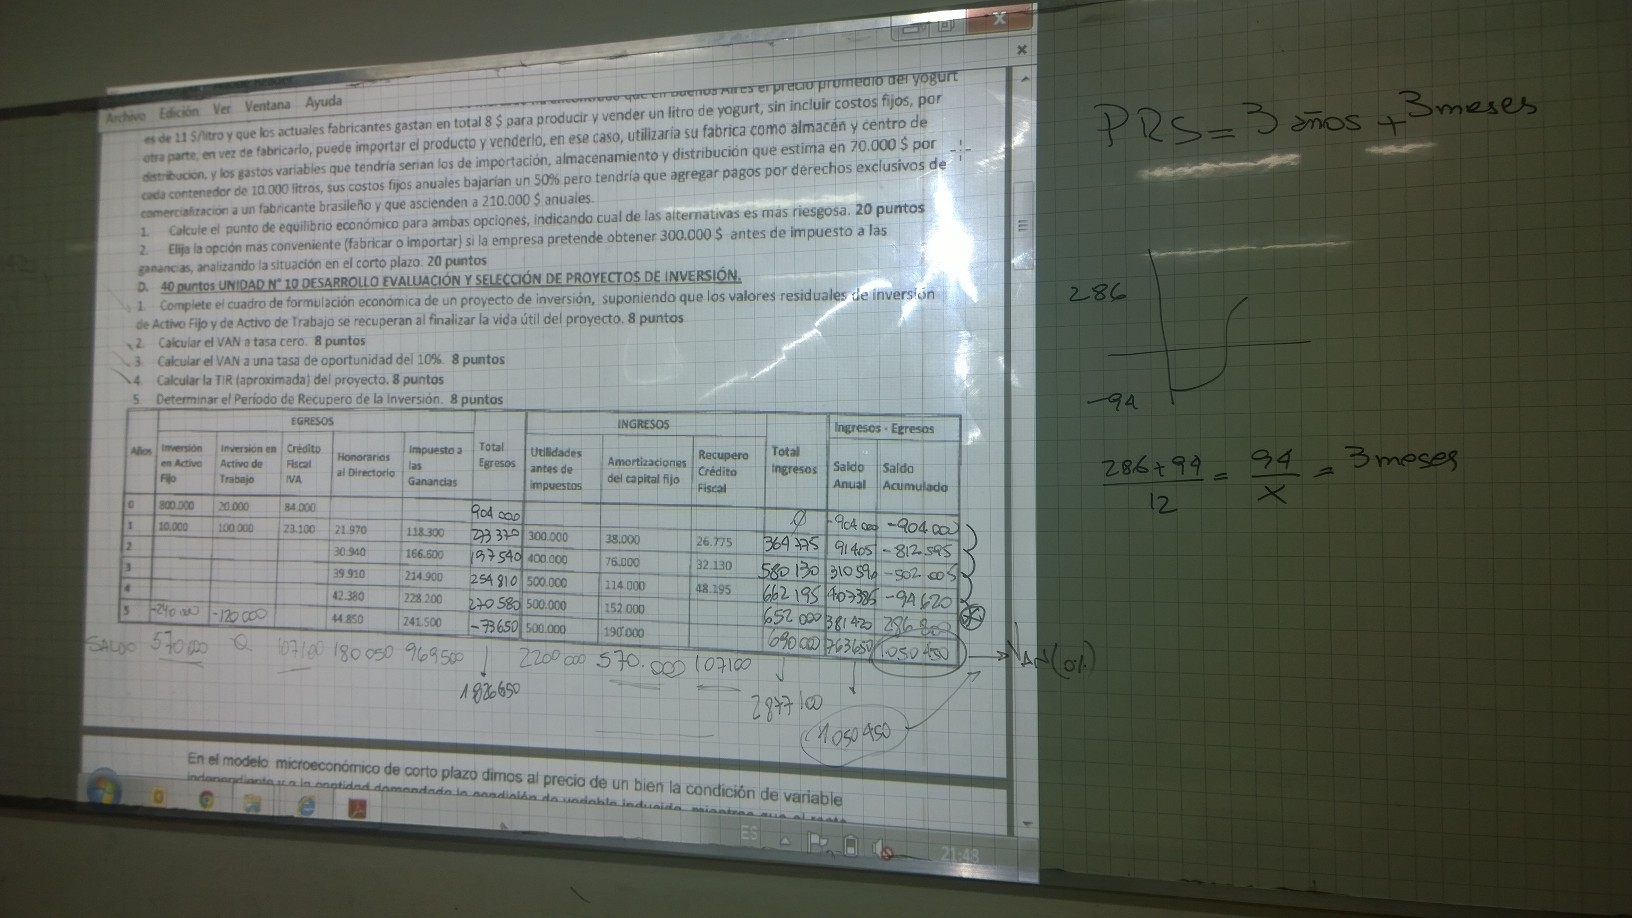 Archivo Edición Ver Ventana Ayuda
que en Buenos Aires el precio promedio del yogurt
es de 11 $/litro y que los actuales fabricantes gastan en total 8 $ para producir y vender un litro de yogurt, sin incluir costos fijos, por
otra parte, en vez de fabricarlo, puede importar el producto y venderlo, en ese caso, utilizaría su fabrica como almacén y centro de
distribución, y los gastos variables que tendría serían los de importación, almacenamiento y distribución que estima en 70.000 $ por
cada contenedor de 10.000 litros, sus costos fijos anuales bajarían un 50% pero tendría que agregar pagos por derechos exclusivos de
comercialización a un fabricante brasileño y que ascienden a 210.000 $ anuales.
1. Calcule el punto de equilibrio económico para ambas opciones, indicando cual de las alternativas es más riesgosa. 20 puntos
2. Elija la opción más conveniente (fabricar o importar) si la empresa pretende obtener 300.000 $ antes de impuesto a las
ganancias, analizando la situación en el corto plazo. 20 puntos
D. 40 puntos UNIDAD N° 10 DESARROLLO EVALUACIÓN Y SELECCIÓN DE PROYECTOS DE INVERSIÓN.
1. Complete el cuadro de formulación económica de un proyecto de inversión, suponiendo que los valores residuales de inversión
de Activo Fijo y de Activo de Trabajo se recuperan al finalizar la vida útil del proyecto. 8 puntos
2. Calcular el VAN a tasa cero. 8 puntos
3. Calcular el VAN a una tasa de oportunidad del 10%. 8 puntos
4. Calcular la TIR (aproximada) del proyecto. 8 puntos
5. Determinar el Período de Recupero de la Inversión. 8 puntos
EGRESOS INGRESOS Ingresos - Egresos
Años Inversión en Activo Fijo Inversión en Activo de Trabajo Crédito Fiscal IVA Honorarios al Directorio Impuesto a las Ganancias Total Egresos Utilidades antes de impuestos Amortizaciones del capital fijo Recupero Crédito Fiscal Total Ingresos Saldo Anual Saldo Acumulado
0 800.000 20.000 84.000 904 000 Ø -904 000 -904 000
1 10.000 100.000 23.100 21.970 118.300 273 370 300.000 38.000 26.775 364 775 91405 -812 595
2 30.940 166.600 197 540 400.000 76.000 32.130 580 130 310 590 -502 005
3 39.910 214.900 254 810 500.000 114.000 48.195 662 195 407385 -94 620
4 42.380 228.200 270 580 500.000 152.000 652 000 381 420 286 800
5 -240 000 -120 000 44.850 241.500 -73650 500.000 190.000 690 000 763650 1.050 450 → VAN (0%)
SALDO 570 000 0 107100 180 050 969500 2200 000 570.000 107100
1826650
2877100
1050450
En el modelo microeconómico de corto plazo dimos al precio de un bien la condición de variable
independiente y a la cantidad demandada la condición de variable inducida, mientras que el
ES 21:43
PRS = 3 años + 3 meses
286
-94
286+94 / 12 = 94 / X = 3 meses